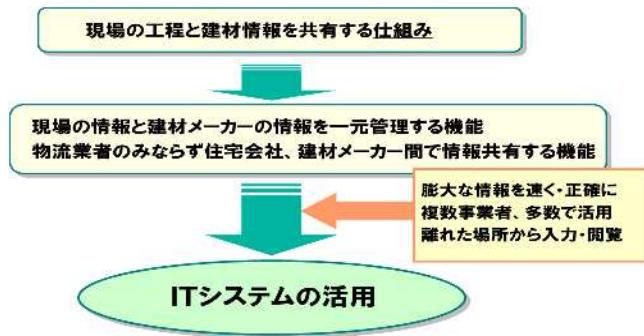 現場の工程と建材情報を共有する仕組み
現場の情報と建材メーカーの情報を一元管理する機能
物流業者のみならず住宅会社、建材メーカー間で情報共有する機能
膨大な情報を速く・正確に
複数事業者、多数で活用
離れた場所から入力・閲覧
ITシステムの活用